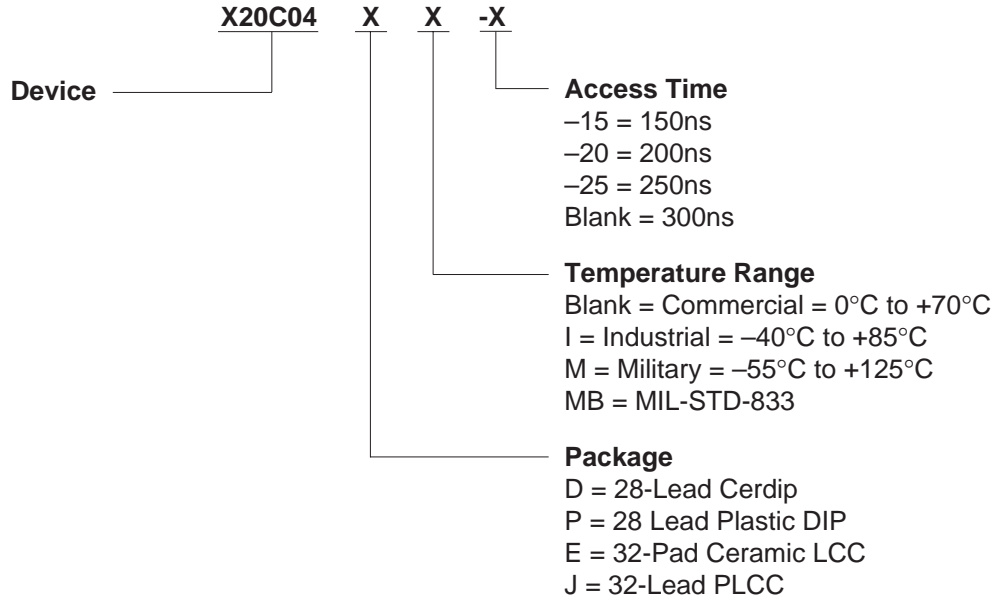 X20C04 X X -X
Device
Access Time
–15 = 150ns
–20 = 200ns
–25 = 250ns
Blank = 300ns
Temperature Range
Blank = Commercial = 0°C to +70°C
I = Industrial = –40°C to +85°C
M = Military = –55°C to +125°C
MB = MIL-STD-833
Package
D = 28-Lead Cerdip
P = 28 Lead Plastic DIP
E = 32-Pad Ceramic LCC
J = 32-Lead PLCC